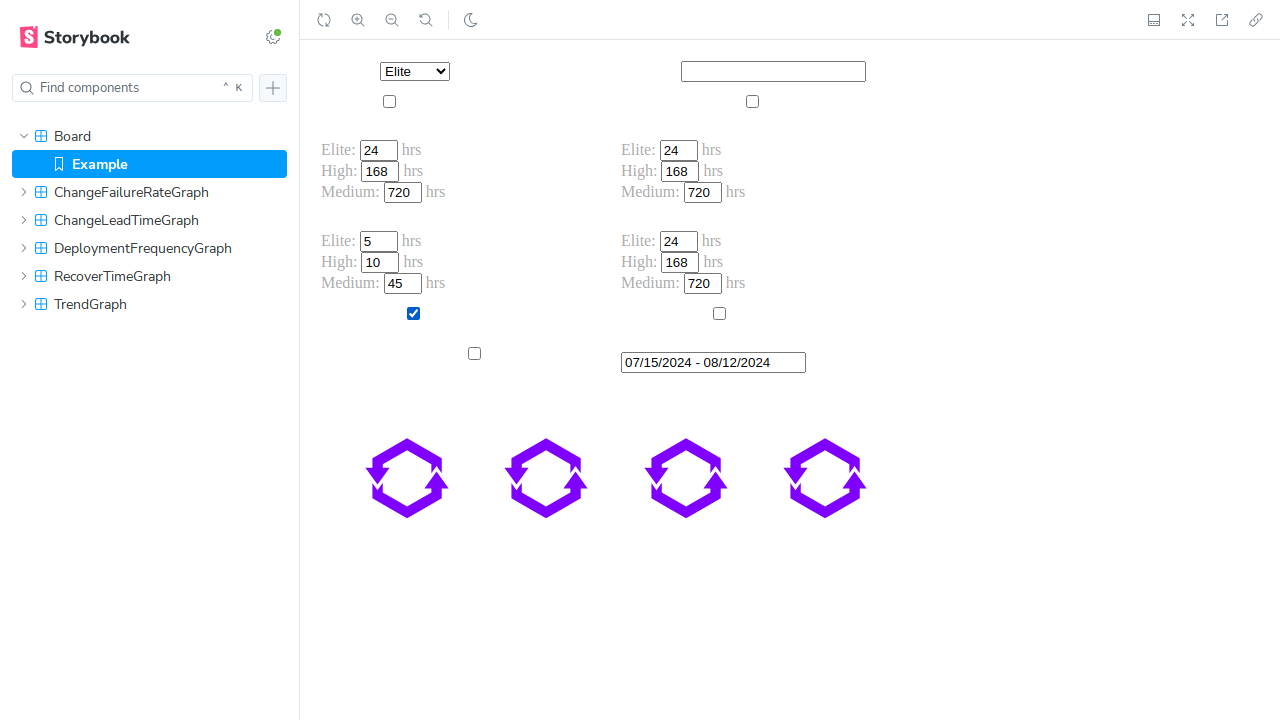 Storybook
Find components
^ K
Board
Example
ChangeFailureRateGraph
ChangeLeadTimeGraph
DeploymentFrequencyGraph
RecoverTimeGraph
TrendGraph
Elite
Elite: 24 hrs
High: 168 hrs
Medium: 720 hrs
Elite: 24 hrs
High: 168 hrs
Medium: 720 hrs
Elite: 5 hrs
High: 10 hrs
Medium: 45 hrs
Elite: 24 hrs
High: 168 hrs
Medium: 720 hrs
07/15/2024 - 08/12/2024